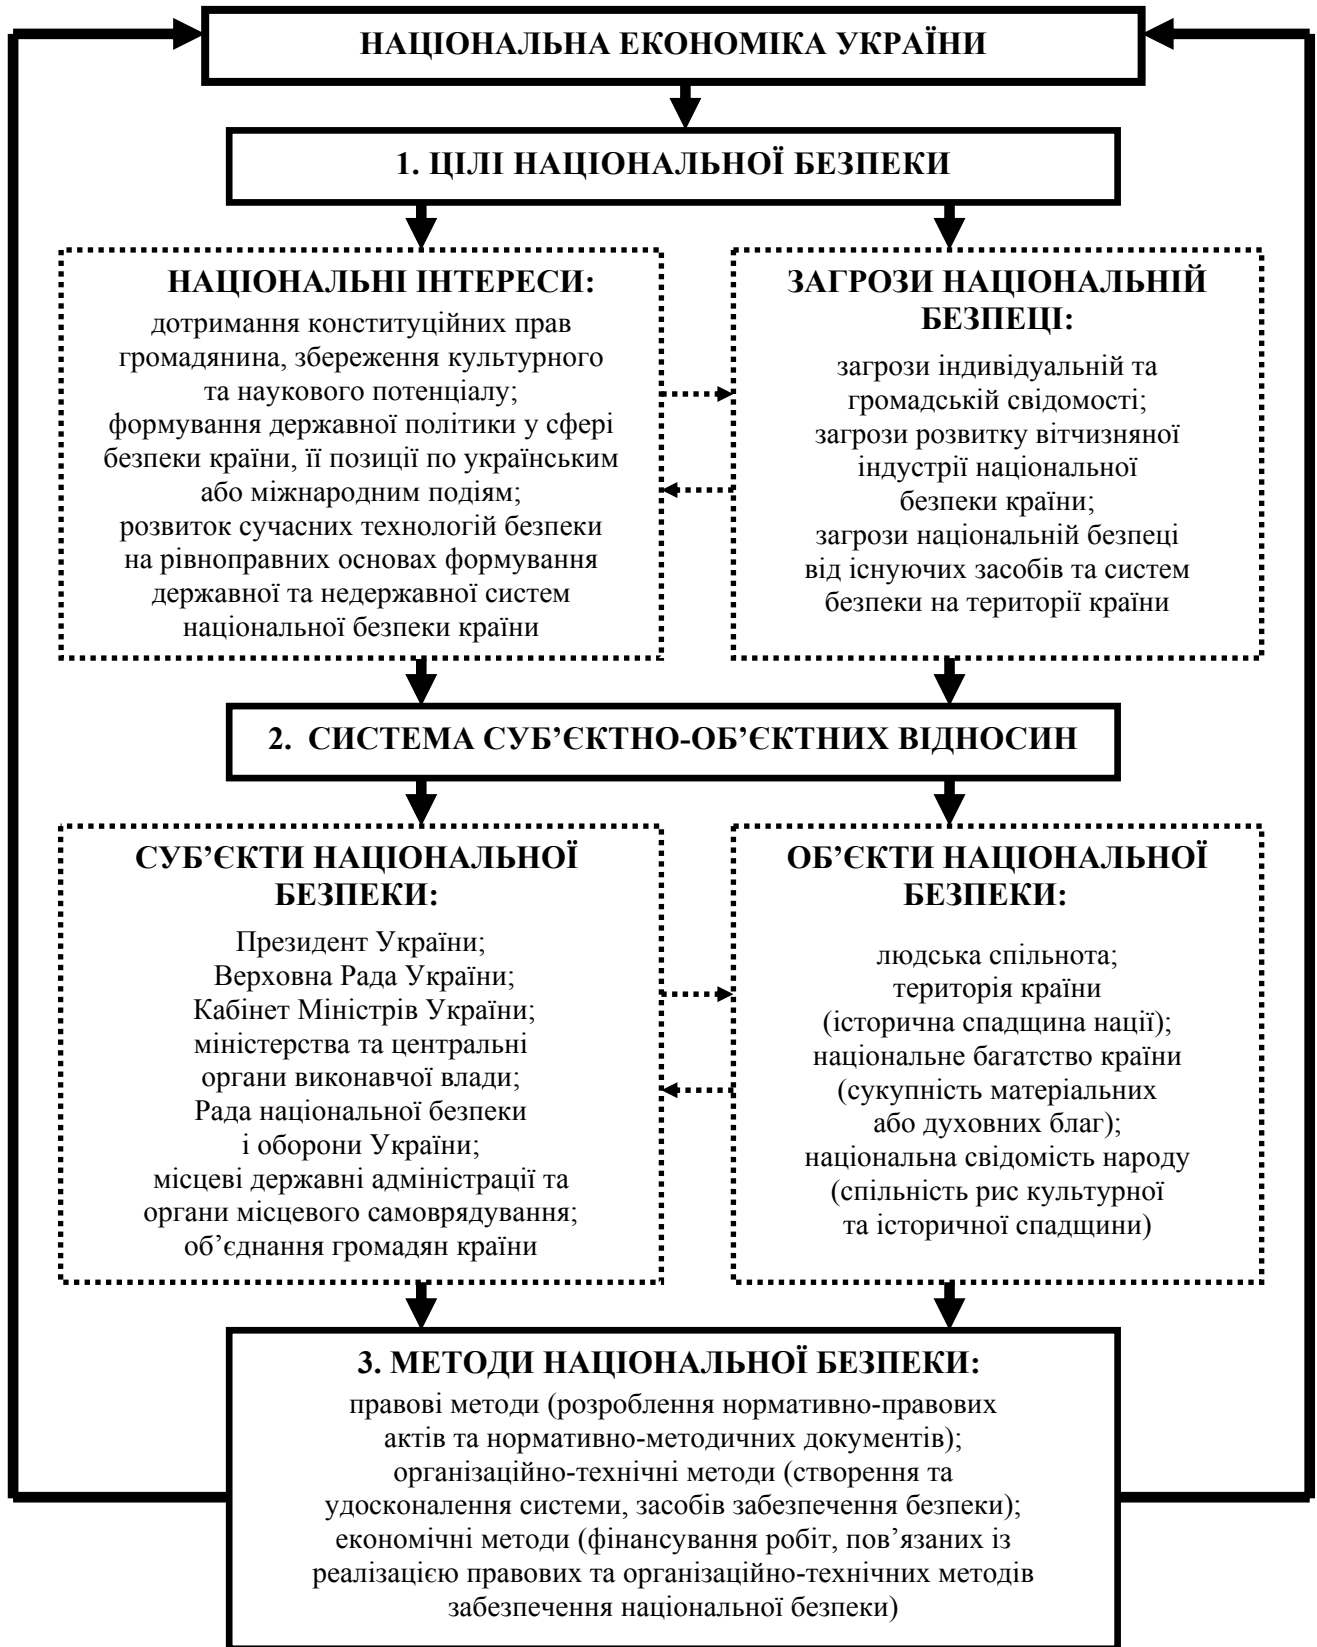 НАЦІОНАЛЬНА ЕКОНОМІКА УКРАЇНИ
1. ЦІЛІ НАЦІОНАЛЬНОЇ БЕЗПЕКИ
НАЦІОНАЛЬНІ ІНТЕРЕСИ:
дотримання конституційних прав
громадянина, збереження культурного
та наукового потенціалу;
формування державної політики у сфері
безпеки країни, її позиції по українським
або міжнародним подіям;
розвиток сучасних технологій безпеки
на рівноправних основах формування
державної та недержавної систем
національної безпеки країни
ЗАГРОЗИ НАЦІОНАЛЬНІЙ
БЕЗПЕЦІ:
загрози індивідуальній та
громадській свідомості;
загрози розвитку вітчизняної
індустрії національної
безпеки країни;
загрози національній безпеці
від існуючих засобів та систем
безпеки на території країни
2. СИСТЕМА СУБ’ЄКТНО-ОБ’ЄКТНИХ ВІДНОСИН
СУБ’ЄКТИ НАЦІОНАЛЬНОЇ
БЕЗПЕКИ:
Президент України;
Верховна Рада України;
Кабінет Міністрів України;
міністерства та центральні
органи виконавчої влади;
Рада національної безпеки
і оборони України;
місцеві державні адміністрації та
органи місцевого самоврядування;
об’єднання громадян країни
ОБ’ЄКТИ НАЦІОНАЛЬНОЇ
БЕЗПЕКИ:
людська спільнота;
територія країни
(історична спадщина нації);
національне багатство країни
(сукупність матеріальних
або духовних благ);
національна свідомість народу
(спільність рис культурної
та історичної спадщини)
3. МЕТОДИ НАЦІОНАЛЬНОЇ БЕЗПЕКИ:
правові методи (розроблення нормативно-правових
актів та нормативно-методичних документів);
організаційно-технічні методи (створення та
удосконалення системи, засобів забезпечення безпеки);
економічні методи (фінансування робіт, пов’язаних із
реалізацією правових та організаційно-технічних методів
забезпечення національної безпеки)